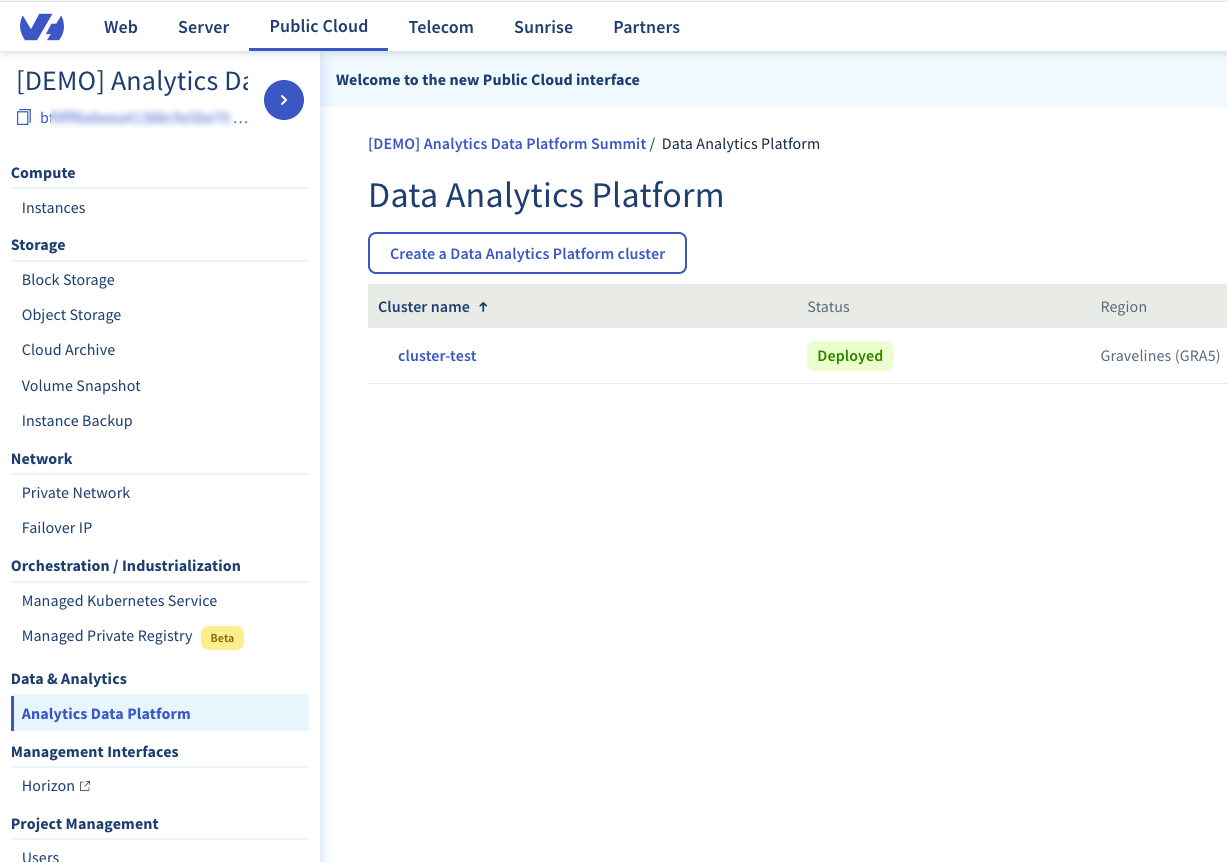 Web Server Public Cloud Telecom Sunrise Partners
[DEMO] Analytics Da
Welcome to the new Public Cloud interface
[DEMO] Analytics Data Platform Summit / Data Analytics Platform
Data Analytics Platform
Create a Data Analytics Platform cluster
Cluster name ↑ Status Region
cluster-test Deployed Gravelines (GRA5)
Compute
Instances
Storage
Block Storage
Object Storage
Cloud Archive
Volume Snapshot
Instance Backup
Network
Private Network
Failover IP
Orchestration / Industrialization
Managed Kubernetes Service
Managed Private Registry Beta
Data & Analytics
Analytics Data Platform
Management Interfaces
Horizon
Project Management
Users